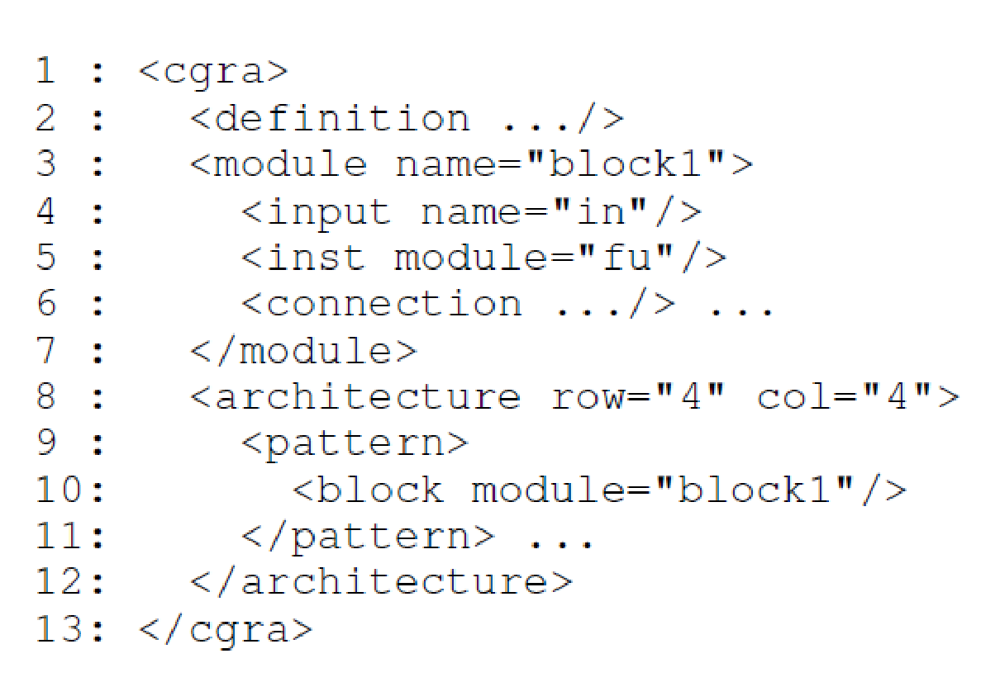 1 : <cgra>
2 :   <definition .../>
3 :   <module name="block1">
4 :     <input name="in"/>
5 :     <inst module="fu"/>
6 :     <connection .../> ...
7 :   </module>
8 :   <architecture row="4" col="4">
9 :     <pattern>
10:       <block module="block1"/>
11:     </pattern> ...
12:   </architecture>
13: </cgra>